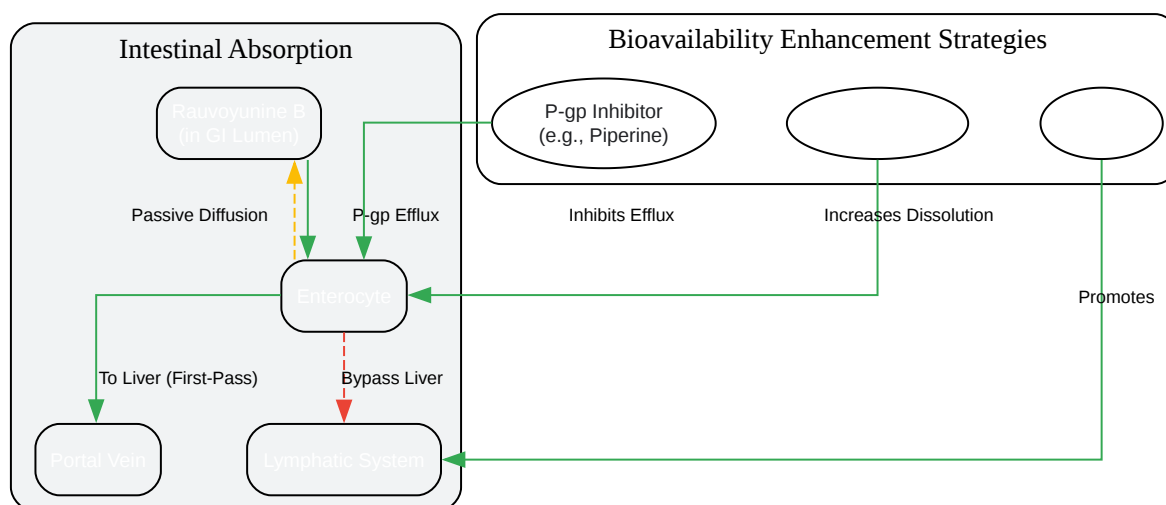 Intestinal Absorption
Bioavailability Enhancement Strategies
Rauvoyunine B
(in GI Lumen)
P-gp Inhibitor
(e.g., Piperine)
Passive Diffusion
P-gp Efflux
Inhibits Efflux
Increases Dissolution
Enterocyte
Promotes
To Liver (First-Pass)
Bypass Liver
Portal Vein
Lymphatic System